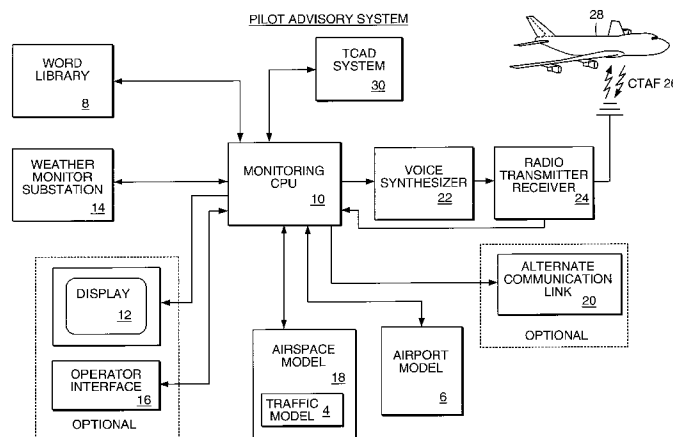 PILOT ADVISORY SYSTEM
28
WORD
LIBRARY
8
TCAD
SYSTEM
30
CTAF 26
WEATHER
MONITOR
SUBSTATION
14
MONITORING
CPU
10
VOICE
SYNTHESIZER
22
RADIO
TRANSMITTER
RECEIVER
24
DISPLAY
12
OPERATOR
INTERFACE
16
OPTIONAL
AIRSPACE
MODEL
18
TRAFFIC
MODEL
4
AIRPORT
MODEL
6
ALTERNATE
COMMUNICATION
LINK
20
OPTIONAL